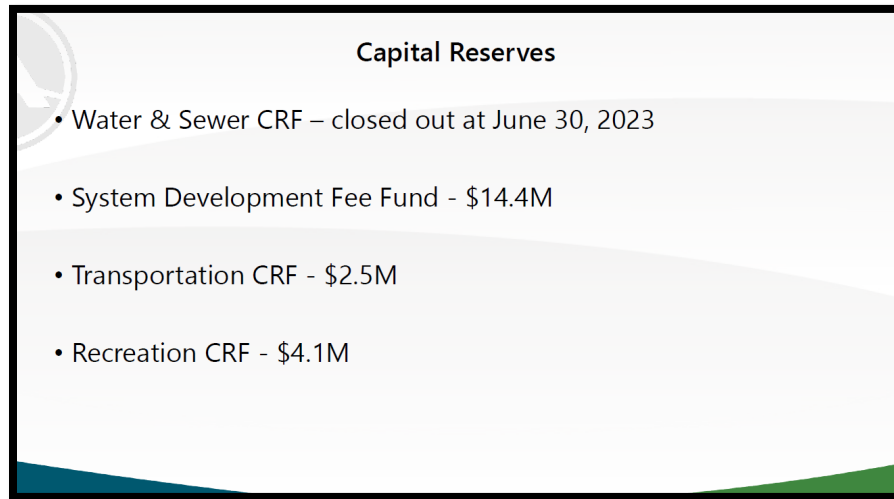 Capital Reserves
• Water & Sewer CRF – closed out at June 30, 2023
• System Development Fee Fund - $14.4M
• Transportation CRF - $2.5M
• Recreation CRF - $4.1M